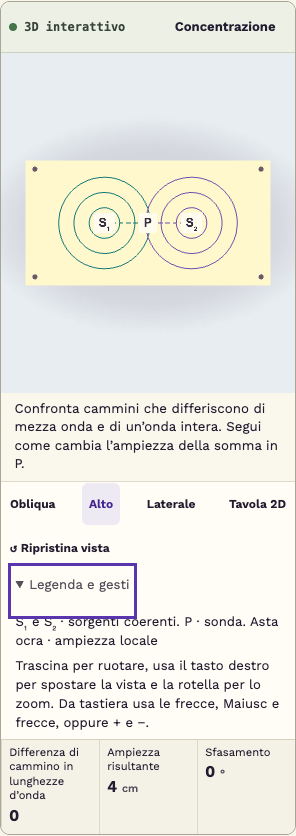 3D interattivo Concentrazione
S1 P S2
Confronta cammini che differiscono di
mezza onda e di un’onda intera. Segui
come cambia l’ampiezza della somma in
P.
Obliqua Alto Laterale Tavola 2D
↺ Ripristina vista
▼ Legenda e gesti
S1 e S2 · sorgenti coerenti. P · sonda. Asta
ocra · ampiezza locale
Trascina per ruotare, usa il tasto destro
per spostare la vista e la rotella per lo
zoom. Da tastiera usa le frecce, Maiusc e
frecce, oppure + e −.
Differenza di
cammino in
lunghezze
d’onda
0
Ampiezza
risultante
4 cm
Sfasamento
0 °